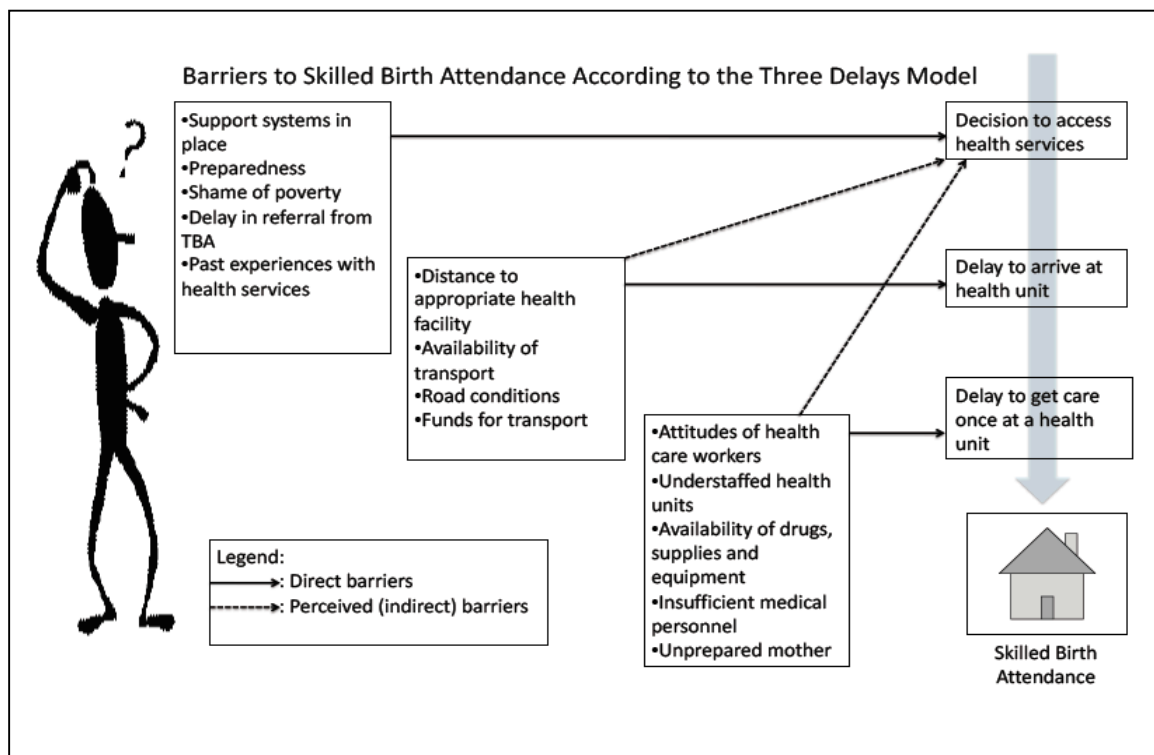 Barriers to Skilled Birth Attendance According to the Three Delays Model
•Support systems in
place
•Preparedness
•Shame of poverty
•Delay in referral from
TBA
•Past experiences with
health services
?
•Distance to
appropriate health
facility
•Availability of
transport
•Road conditions
•Funds for transport
•Attitudes of health
care workers
•Understaffed health
units
•Availability of drugs,
supplies and
equipment
•Insufficient medical
personnel
•Unprepared mother
Decision to access
health services
Delay to arrive at
health unit
Delay to get care
once at a health
unit
Skilled Birth
Attendance
Legend:
: Direct barriers
: Perceived (indirect) barriers